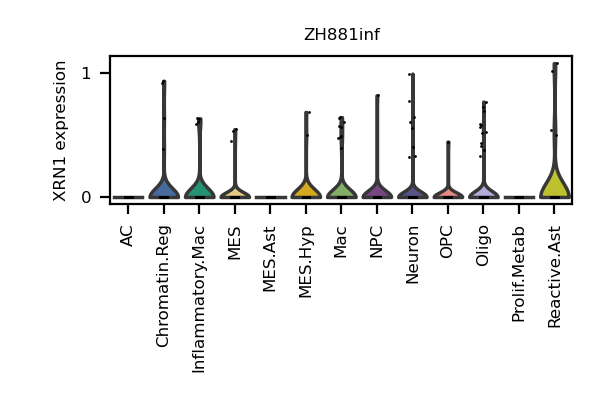 ZH881inf
XRN1 expression
1
0
AC
Chromatin.Reg
Inflammatory.Mac
MES
MES.Ast
MES.Hyp
Mac
NPC
Neuron
OPC
Oligo
Prolif.Metab
Reactive.Ast